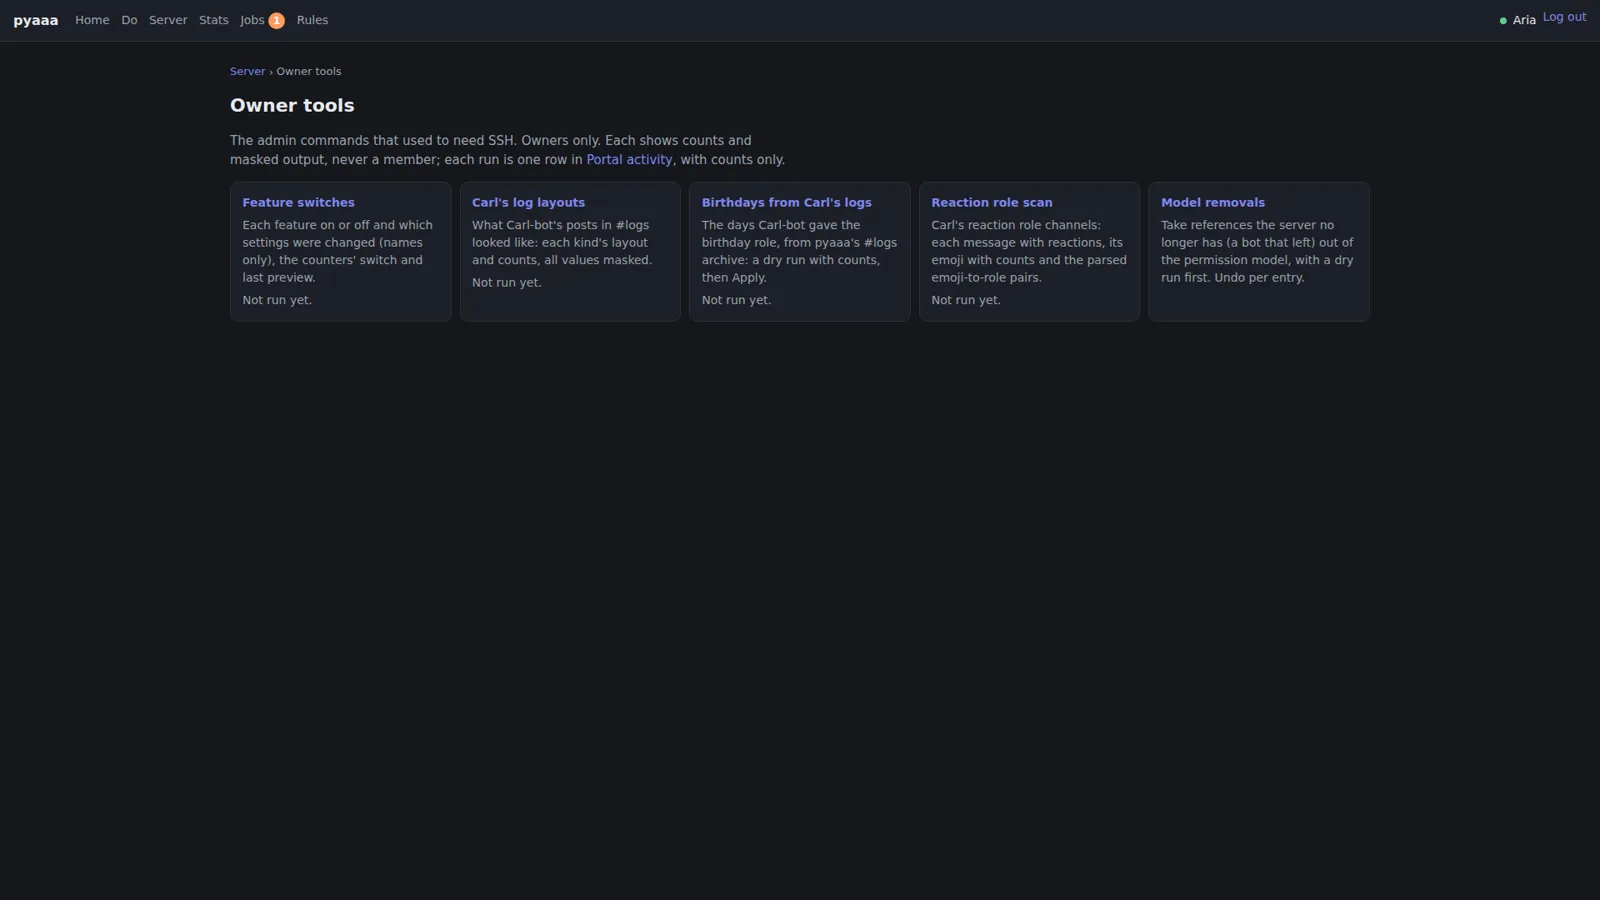 pyaaa Home Do Server Stats Jobs 1 Rules Aria Log out
Server › Owner tools
Owner tools
The admin commands that used to need SSH. Owners only. Each shows counts and
masked output, never a member; each run is one row in Portal activity, with counts only.
Feature switches
Each feature on or off and which
settings were changed (names
only), the counters' switch and
last preview.
Not run yet.
Carl's log layouts
What Carl-bot's posts in #logs
looked like: each kind's layout
and counts, all values masked.
Not run yet.
Birthdays from Carl's logs
The days Carl-bot gave the
birthday role, from pyaaa's #logs
archive: a dry run with counts,
then Apply.
Not run yet.
Reaction role scan
Carl's reaction role channels:
each message with reactions, its
emoji with counts and the parsed
emoji-to-role pairs.
Not run yet.
Model removals
Take references the server no
longer has (a bot that left) out of
the permission model, with a dry
run first. Undo per entry.